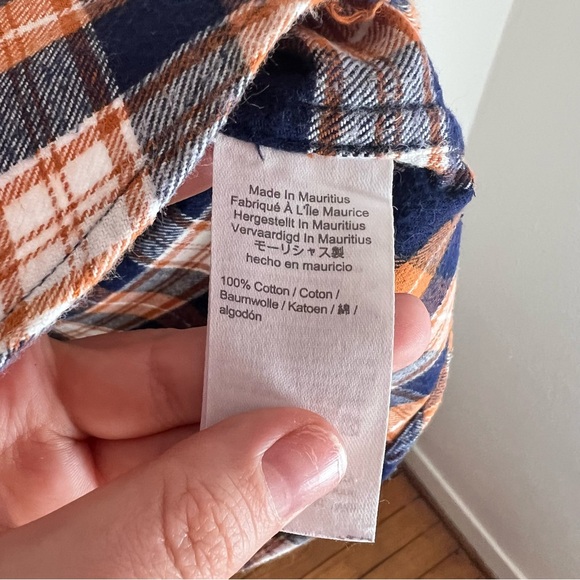 Made In Mauritius
Fabriqué À L'Île Maurice
Hergestellt In Mauritius
Vervaardigd In Mauritius
モーリシャス製
hecho en mauricio
100% Cotton / Coton /
Baumwolle / Katoen / 綿 /
algodón